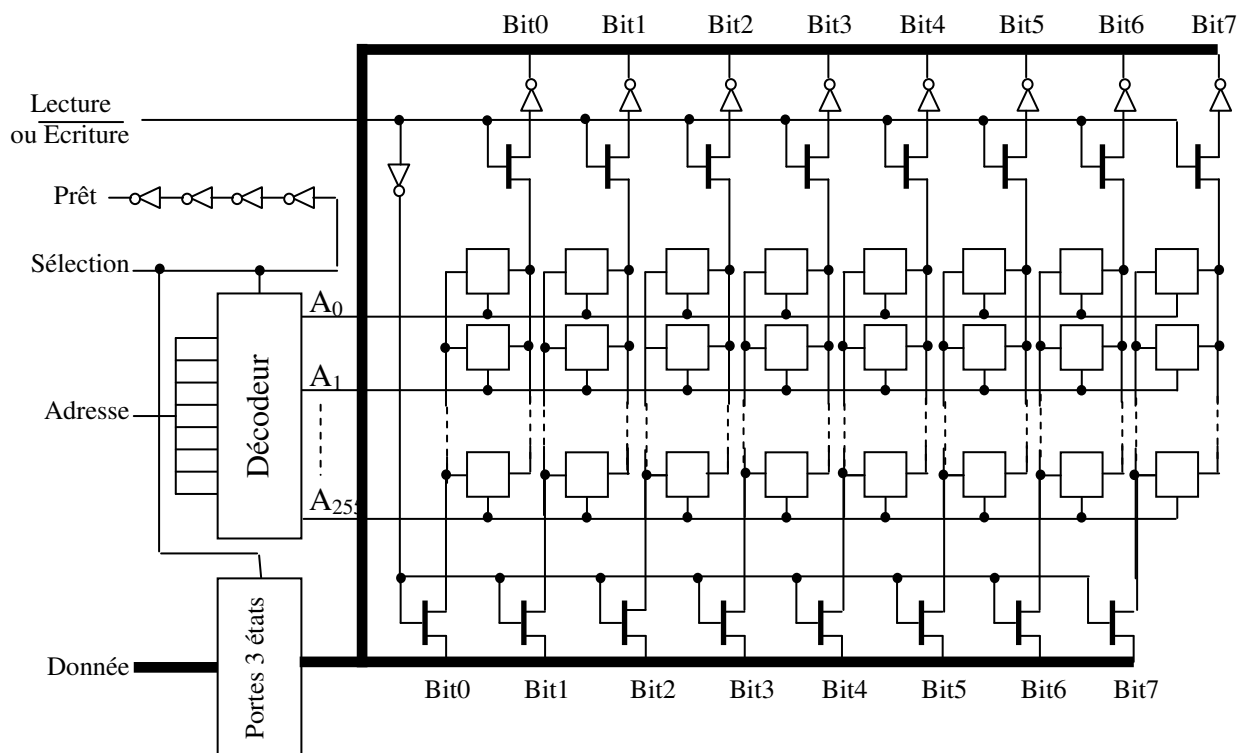 Bit0 Bit1 Bit2 Bit3 Bit4 Bit5 Bit6 Bit7
Lecture
ou Ecriture
Prêt
Sélection
A0
A1
Adresse
Décodeur
A255
Portes 3 états
Donnée
Bit0 Bit1 Bit2 Bit3 Bit4 Bit5 Bit6 Bit7